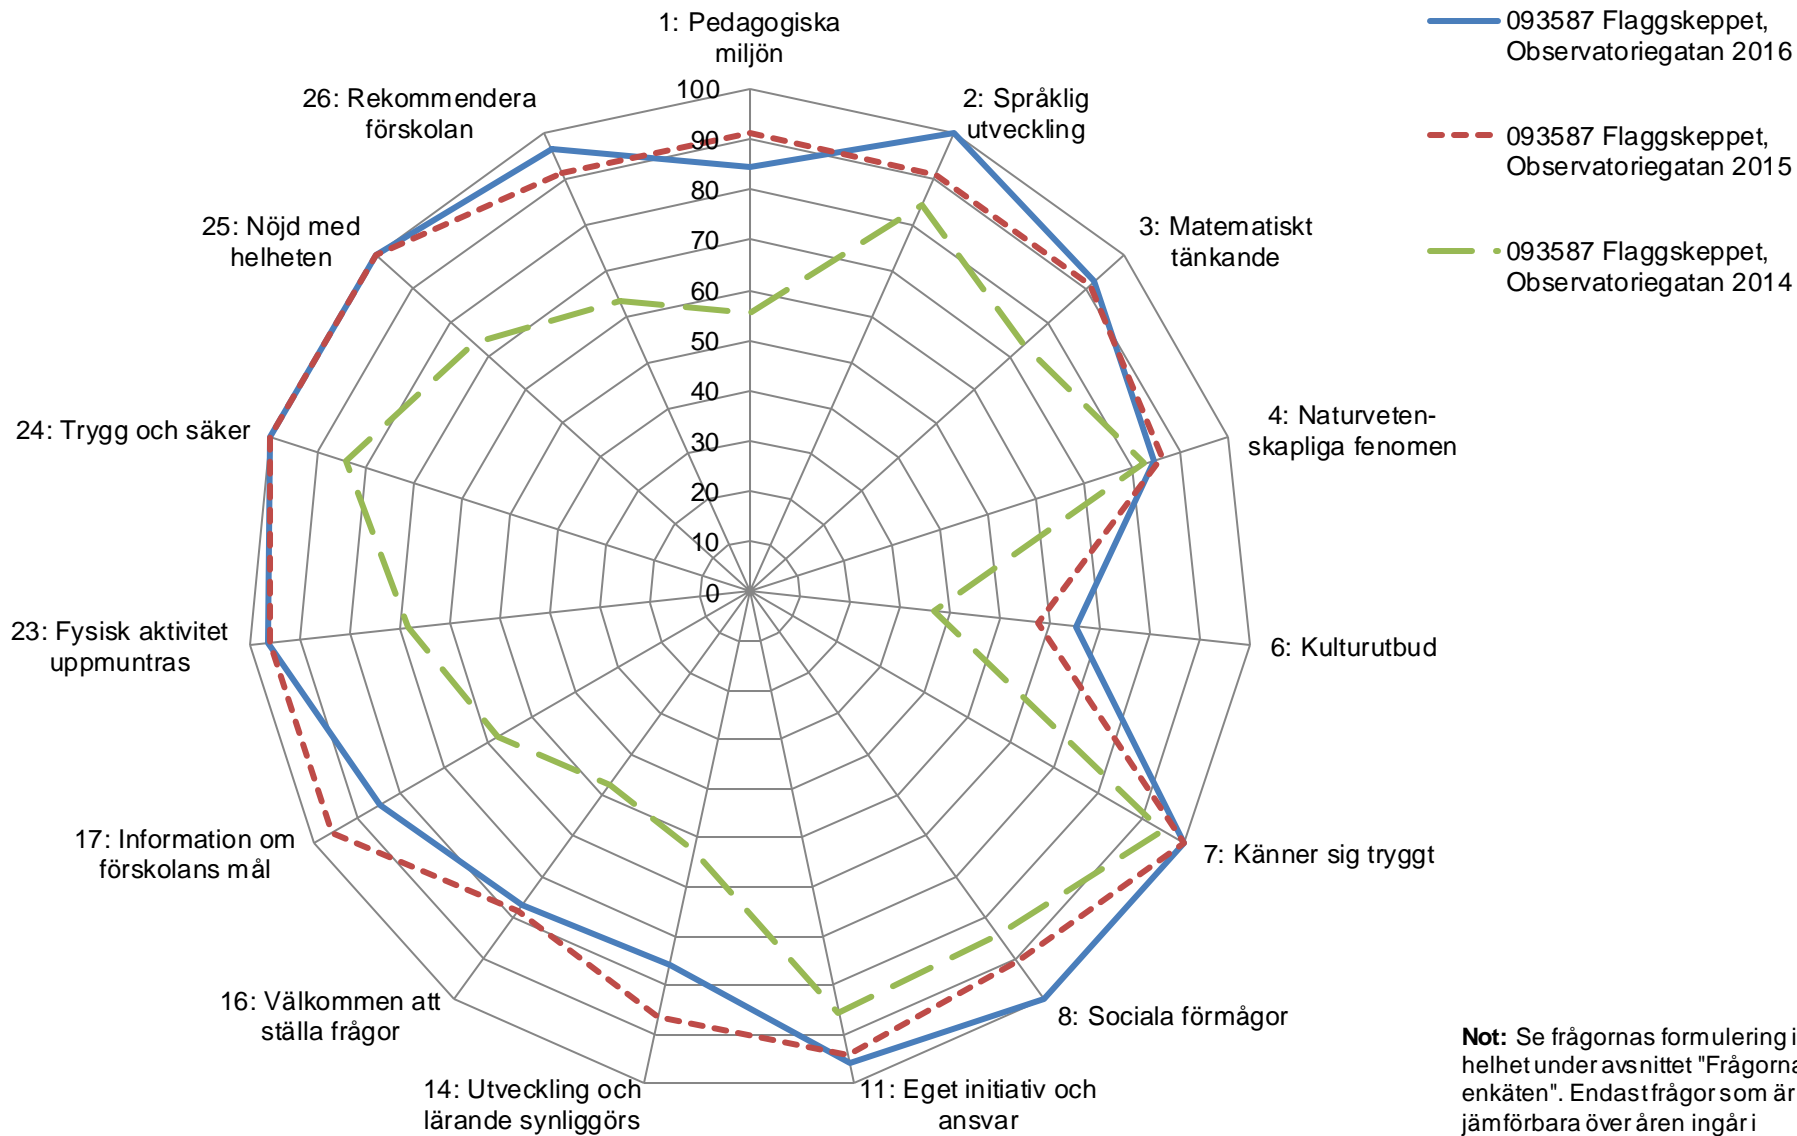 1: Pedagogiska
miljön
2: Språklig
utveckling
3: Matematiskt
tänkande
4: Naturveten-
skapliga fenomen
6: Kulturutbud
7: Känner sig tryggt
8: Sociala förmågor
11: Eget initiativ och
ansvar
14: Utveckling och
lärande synliggörs
16: Välkommen att
ställa frågor
17: Information om
förskolans mål
23: Fysisk aktivitet
uppmuntras
24: Trygg och säker
25: Nöjd med
helheten
26: Rekommendera
förskolan
100
90
80
70
60
50
40
30
20
10
0
093587 Flaggskeppet,
Observatoriegatan 2016
093587 Flaggskeppet,
Observatoriegatan 2015
093587 Flaggskeppet,
Observatoriegatan 2014
Not: Se frågornas formulering i
helhet under avsnittet "Frågorna
enkäten". Endast frågor som är
jämförbara över åren ingår i